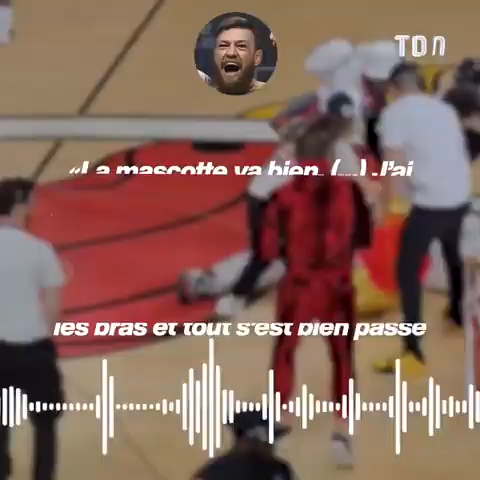 TDN
«La mascotte va bien. (...) J'ai
les bras et tout s'est bien passé